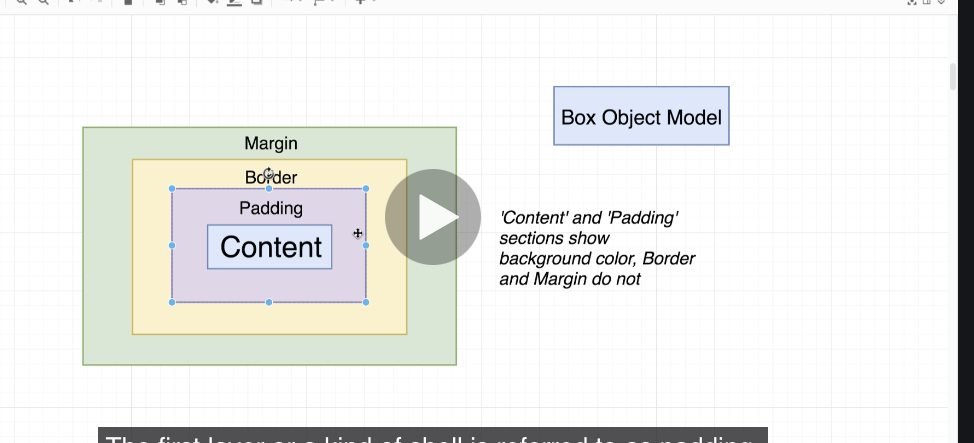 Box Object Model
Margin
Border
Padding
Content
'Content' and 'Padding'
sections show
background color, Border
and Margin do not
The first layer or a kind of shell is referred to as padding